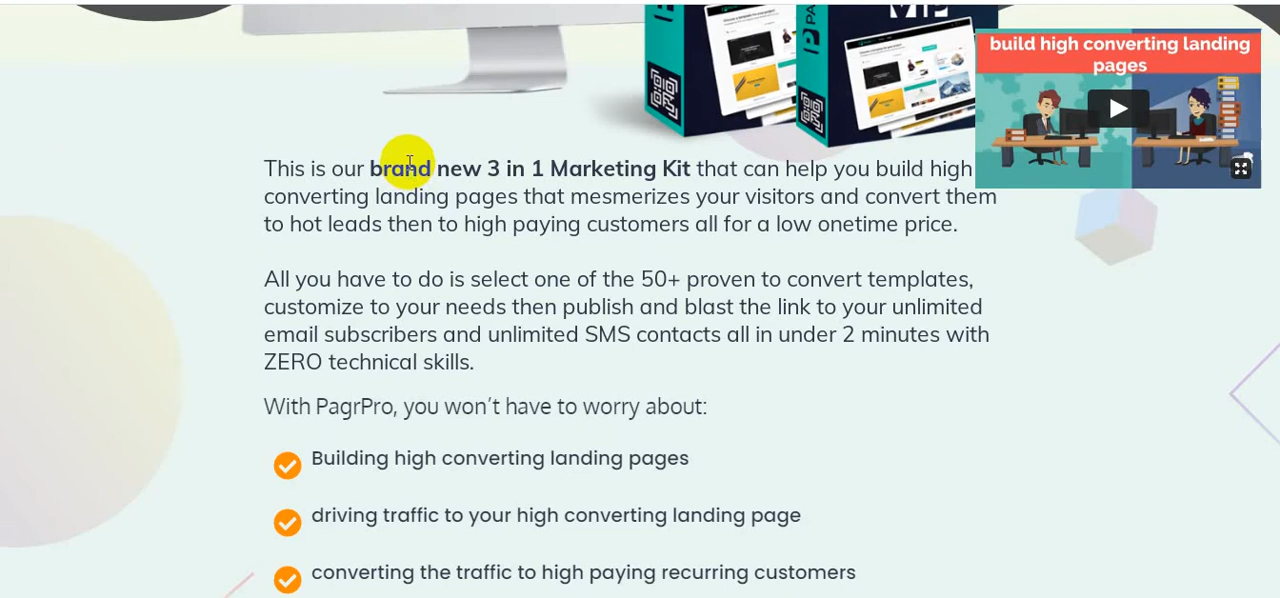 build high converting landing
pages
This is our brand new 3 in 1 Marketing Kit that can help you build high
converting landing pages that mesmerizes your visitors and convert them
to hot leads then to high paying customers all for a low onetime price.
All you have to do is select one of the 50+ proven to convert templates,
customize to your needs then publish and blast the link to your unlimited
email subscribers and unlimited SMS contacts all in under 2 minutes with
ZERO technical skills.
With PagrPro, you won’t have to worry about:
Building high converting landing pages
driving traffic to your high converting landing page
converting the traffic to high paying recurring customers